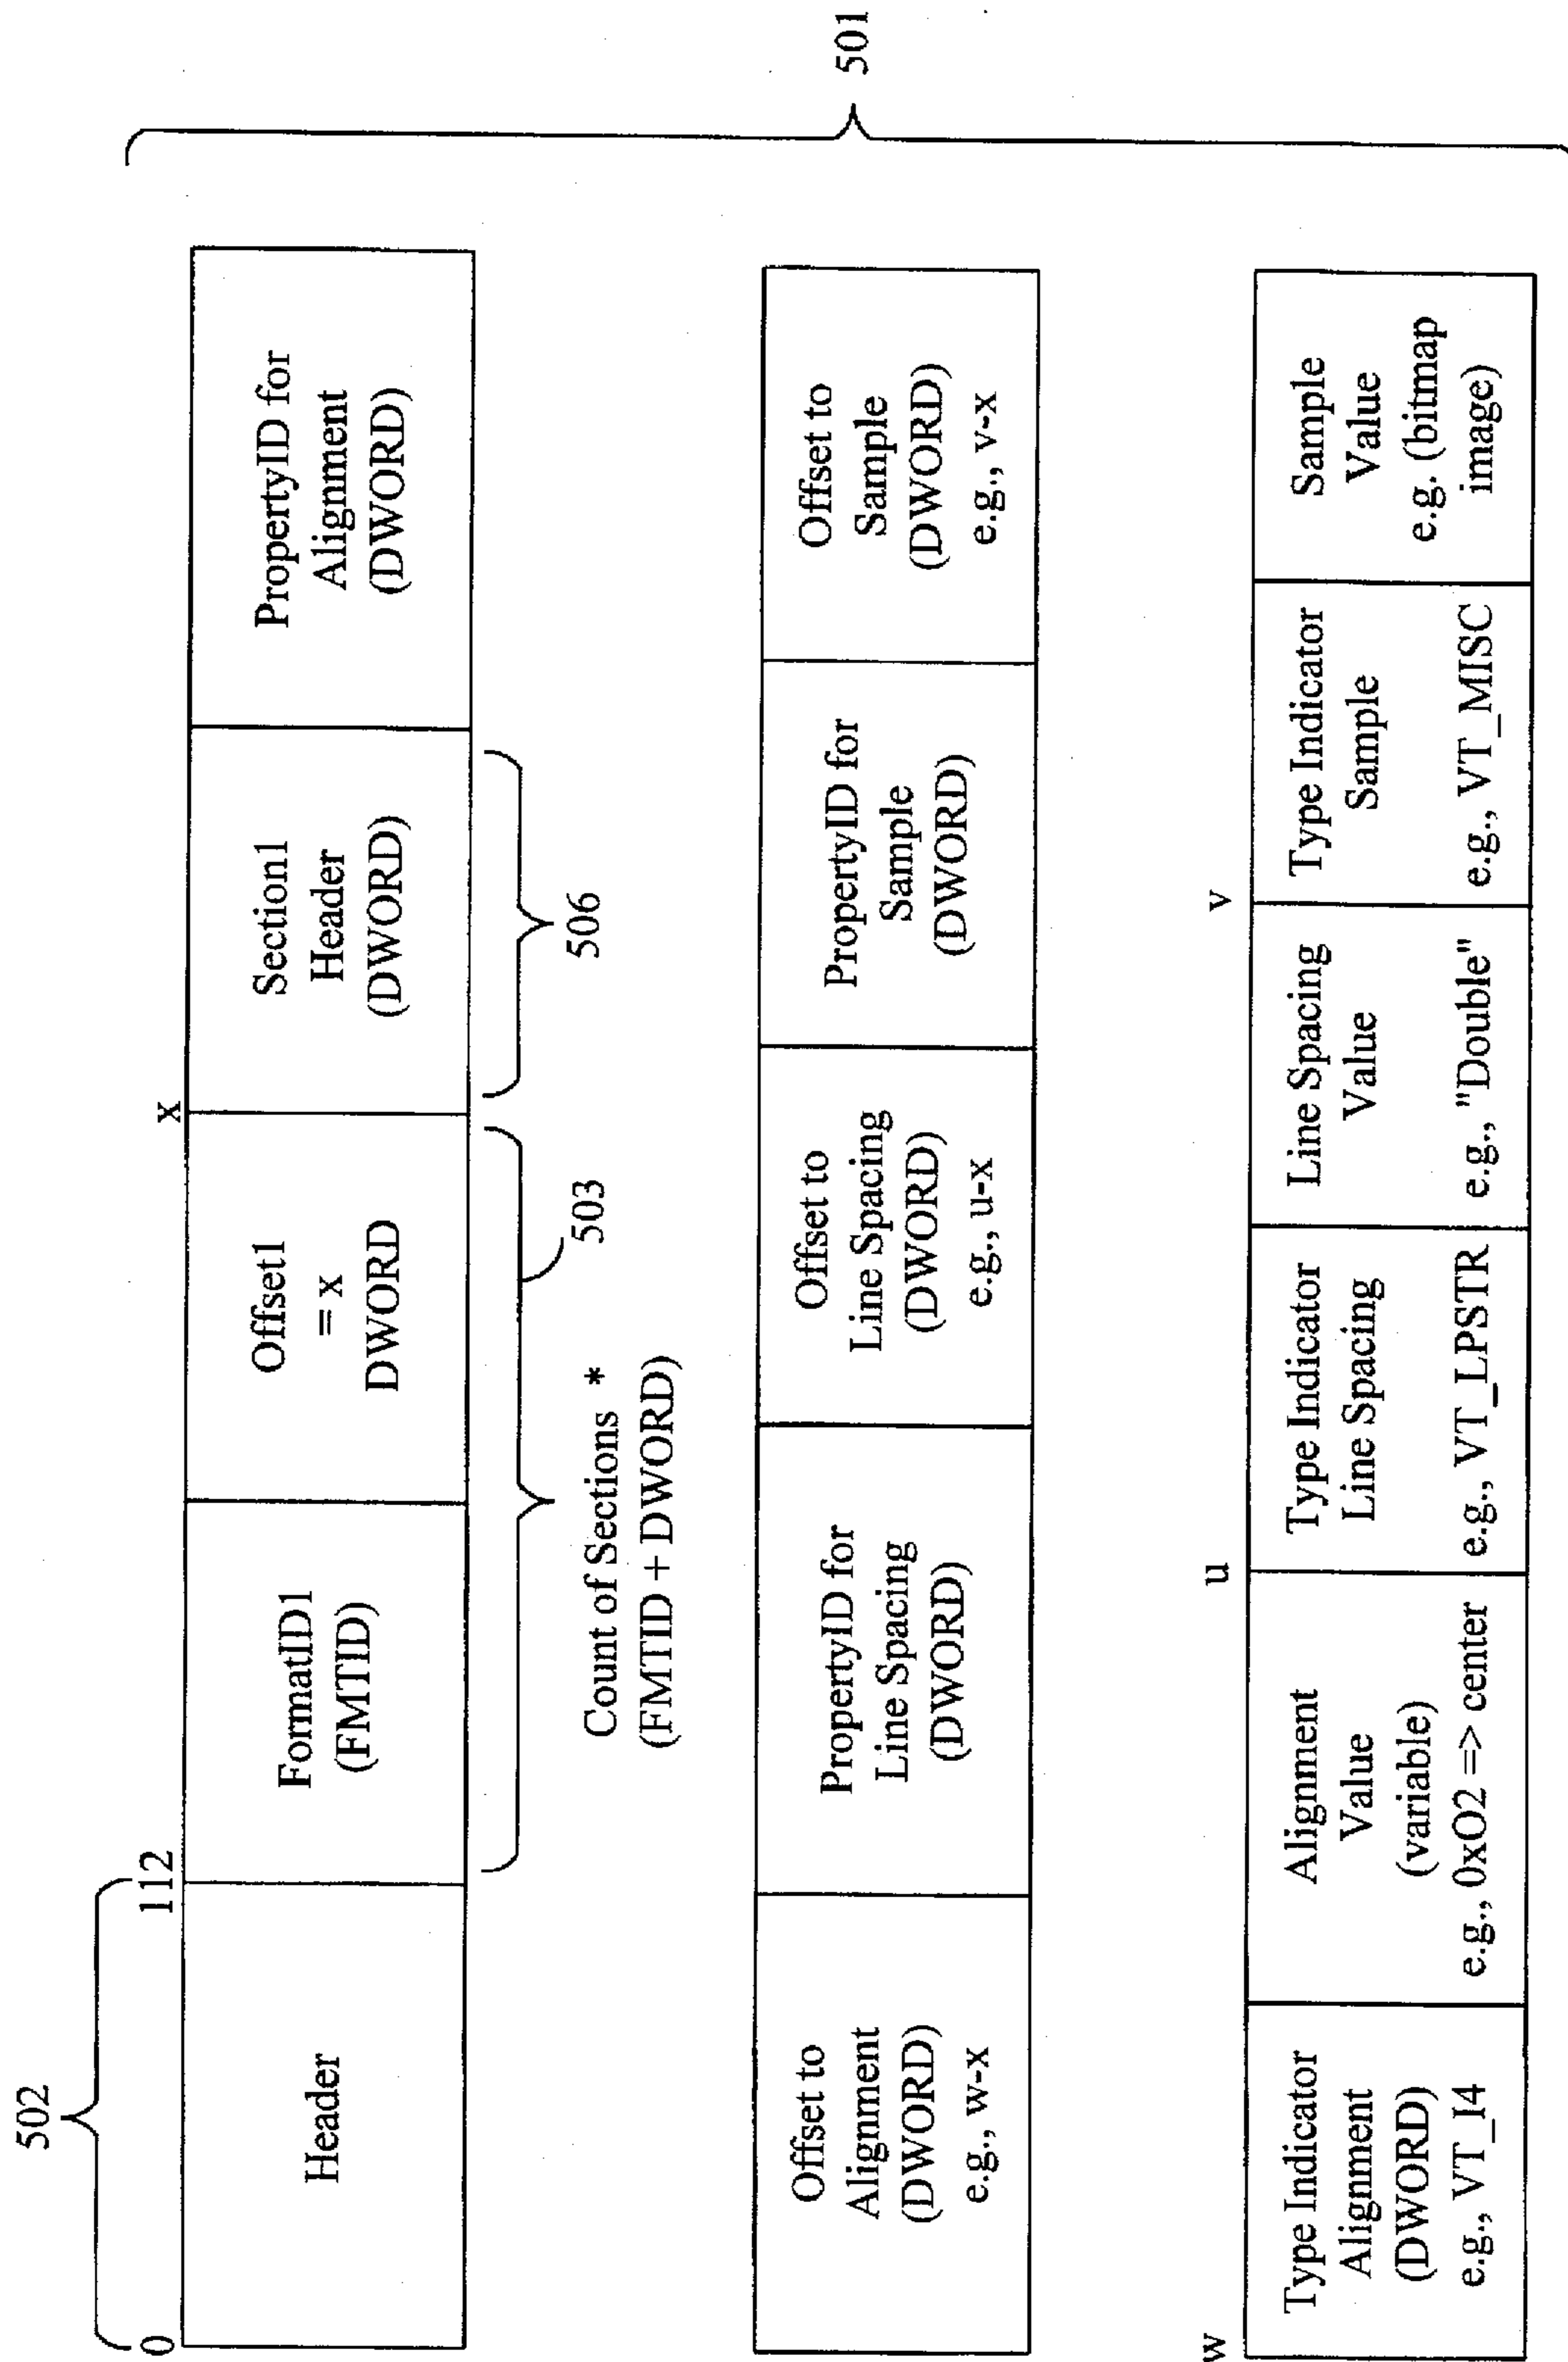 502
0
112
x
Header
FormatID1
(FMTID)
Offset1
= x
DWORD
Section1
Header
(DWORD)
PropertyID for
Alignment
(DWORD)
503
506
Count of Sections *
(FMTID + DWORD)
501
Offset to
Alignment
(DWORD)
e.g., w-x
PropertyID for
Line Spacing
(DWORD)
Offset to
Line Spacing
(DWORD)
e.g., u-x
PropertyID for
Sample
(DWORD)
Offset to
Sample
(DWORD)
e.g., v-x
w
u
v
Type Indicator
Alignment
(DWORD)
e.g., VT_I4
Alignment
Value
(variable)
e.g., 0xO2 => center
Type Indicator
Line Spacing
e.g., VT_LPSTR
Line Spacing
Value
e.g., "Double"
Type Indicator
Sample
e.g., VT_MISC
Sample
Value
e.g. (bitmap
image)